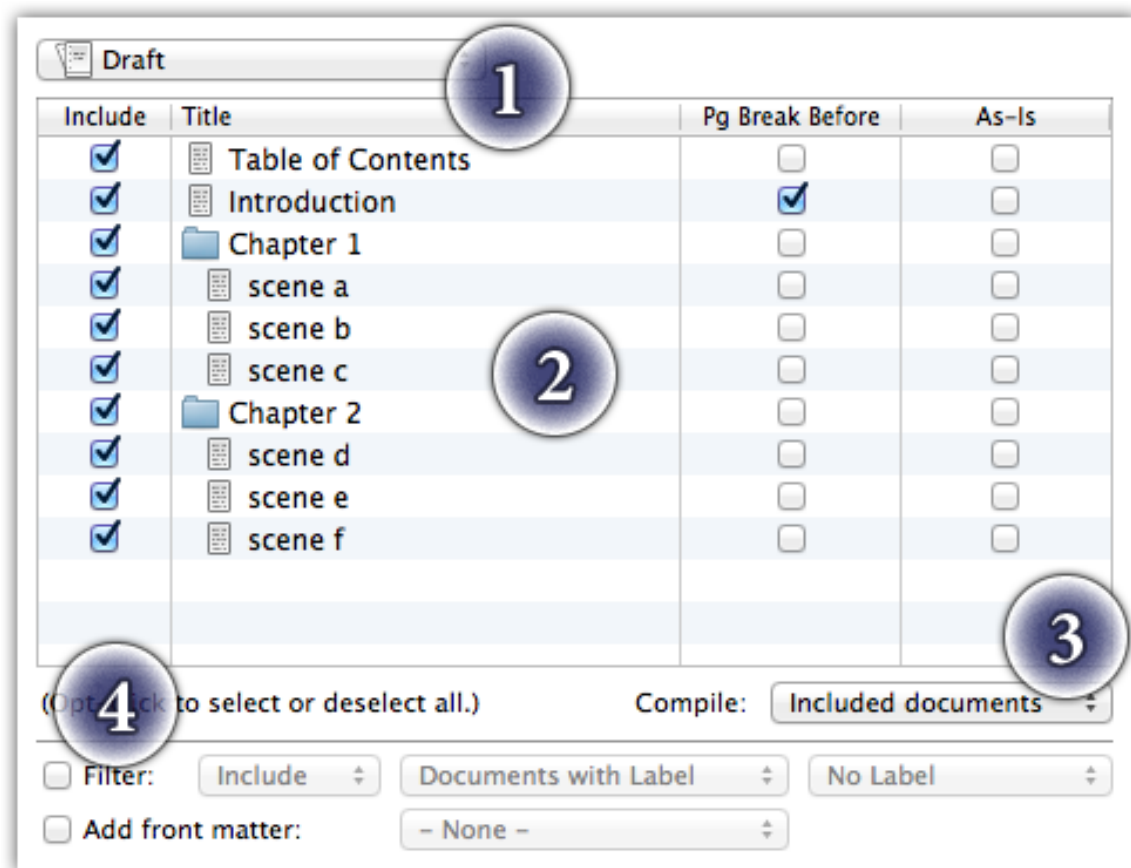 Draft
1
Include Title Pg Break Before As-Is
Table of Contents
Introduction
Chapter 1
scene a
scene b
2
scene c
Chapter 2
scene d
scene e
scene f
3
4
to select or deselect all.) Compile: Included documents
Filter: Include Documents with Label No Label
Add front matter: – None –